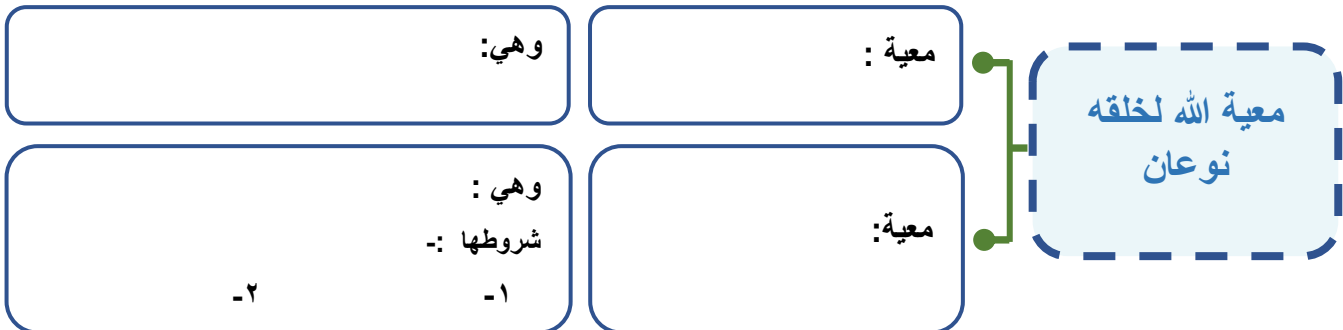 معية الله لخلقه
نوعان
معية :
وهي:
معية:
وهي :
شروطها :-
١- ٢-